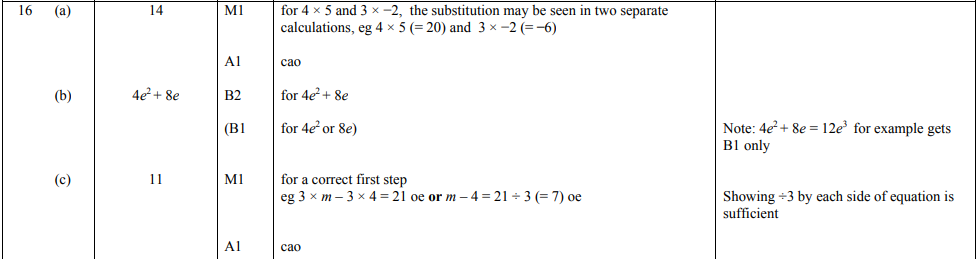 16 (a) 14 M1 for 4 × 5 and 3 × −2, the substitution may be seen in two separate
calculations, eg 4 × 5 (= 20) and 3 × −2 (= −6)
A1 cao
(b) 4e² + 8e B2 for 4e² + 8e
(B1 for 4e² or 8e) Note: 4e² + 8e = 12e³ for example gets
B1 only
(c) 11 M1 for a correct first step
eg 3 × m – 3 × 4 = 21 oe or m – 4 = 21 ÷ 3 (= 7) oe Showing ÷3 by each side of equation is
sufficient
A1 cao